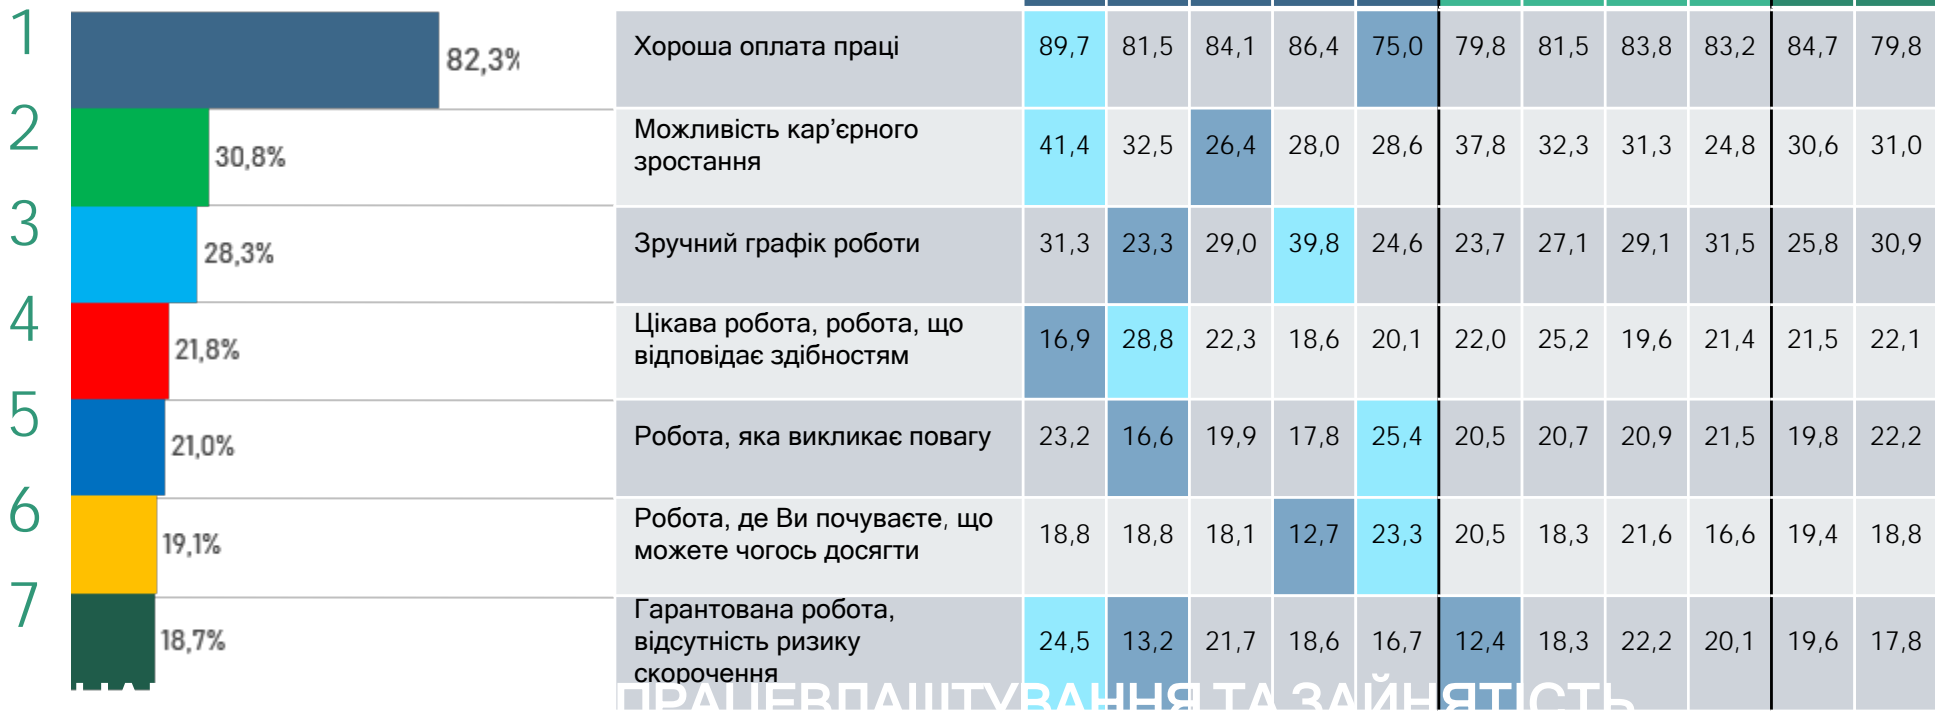 1 82,3% Хороша оплата праці 89,7 81,5 84,1 86,4 75,0 79,8 81,5 83,8 83,2 84,7 79,8
2 30,8% Можливість кар’єрного
зростання 41,4 32,5 26,4 28,0 28,6 37,8 32,3 31,3 24,8 30,6 31,0
3 28,3% Зручний графік роботи 31,3 23,3 29,0 39,8 24,6 23,7 27,1 29,1 31,5 25,8 30,9
4 21,8% Цікава робота, робота, що
відповідає здібностям 16,9 28,8 22,3 18,6 20,1 22,0 25,2 19,6 21,4 21,5 22,1
5 21,0% Робота, яка викликає повагу 23,2 16,6 19,9 17,8 25,4 20,5 20,7 20,9 21,5 19,8 22,2
6 19,1% Робота, де Ви почуваєте, що
можете чогось досягти 18,8 18,8 18,1 12,7 23,3 20,5 18,3 21,6 16,6 19,4 18,8
7 18,7% Гарантована робота,
відсутність ризику
скорочення 24,5 13,2 21,7 18,6 16,7 12,4 18,3 22,2 20,1 19,6 17,8
ПРАЦЕВЛАШТУВАННЯ ТА ЗАЙНЯТІСТЬ